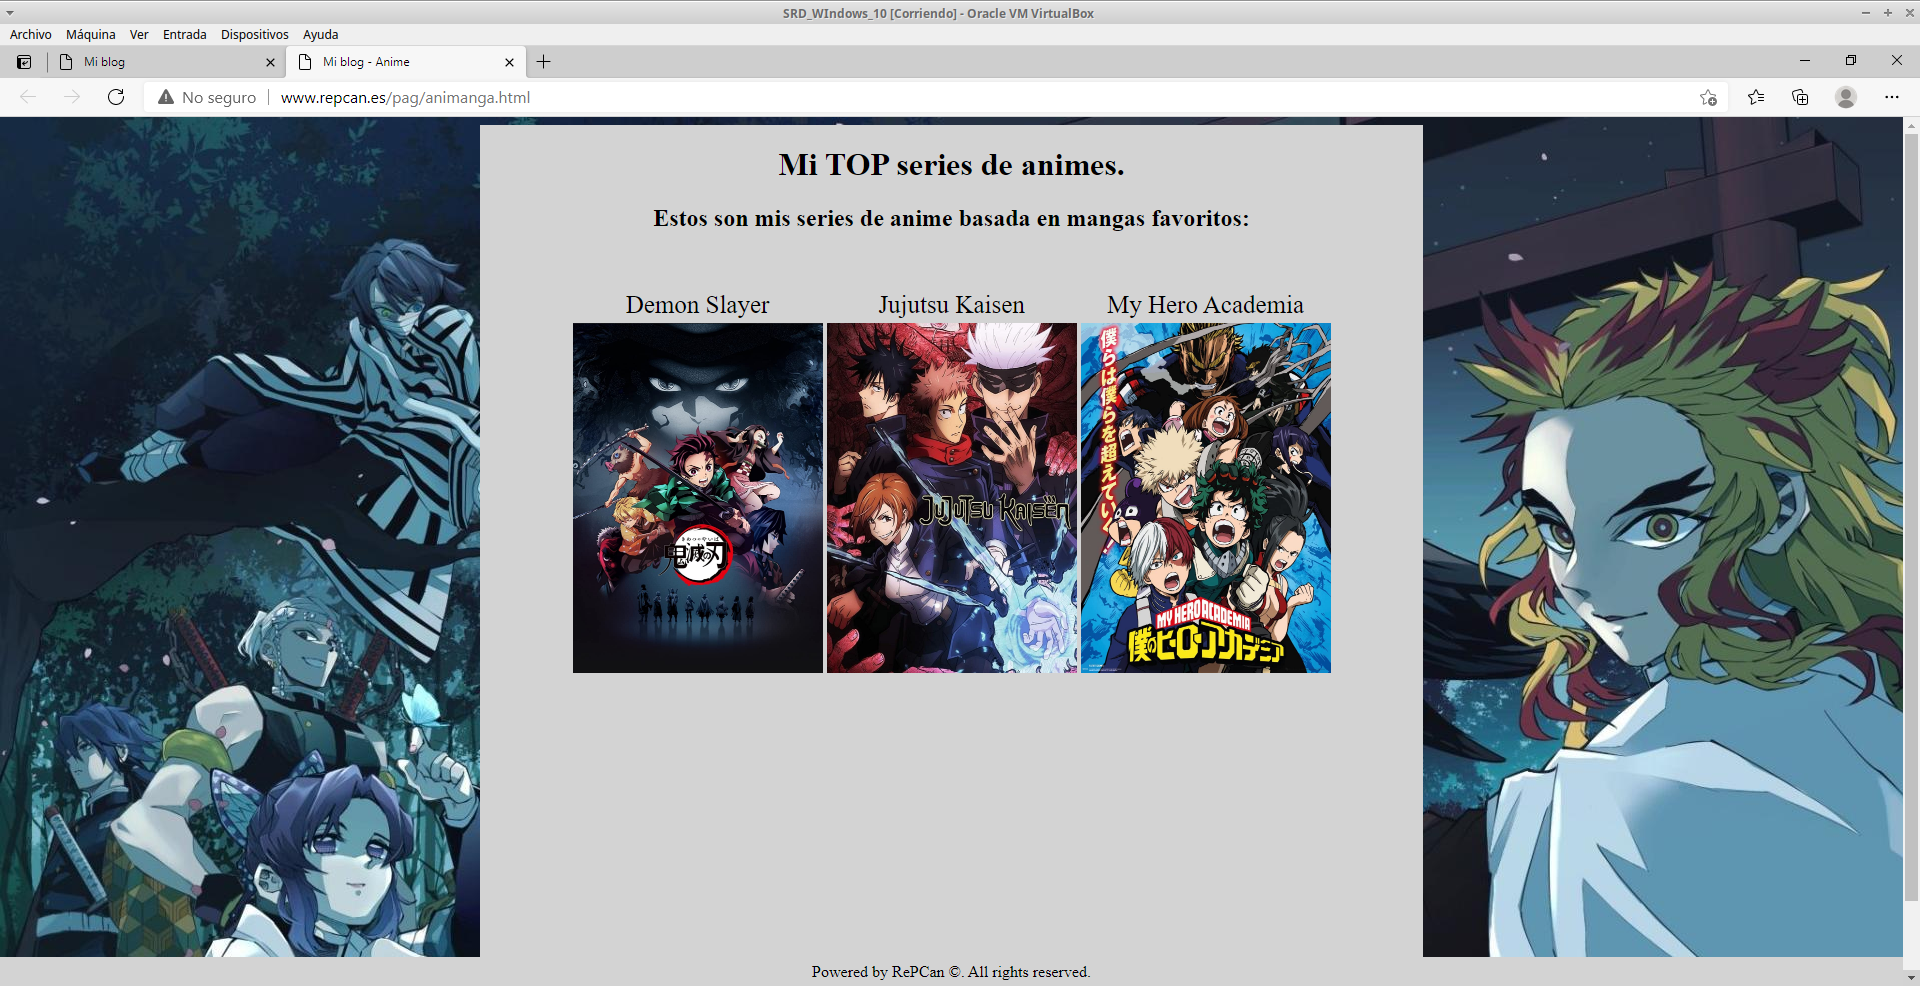 SRD_WIndows_10 [Corriendo] - Oracle VM VirtualBox
Archivo Máquina Ver Entrada Dispositivos Ayuda
Mi blog
Mi blog - Anime
No seguro www.repcan.es/pag/animanga.html
Mi TOP series de animes.
Estos son mis series de anime basada en mangas favoritos:
Demon Slayer Jujutsu Kaisen My Hero Academia
僕らは僕らを超えていく
鬼滅の刃
JUJUTSU KAISEN
MY HERO ACADEMIA
僕のヒーローアカデミア
Powered by RePCan ©. All rights reserved.